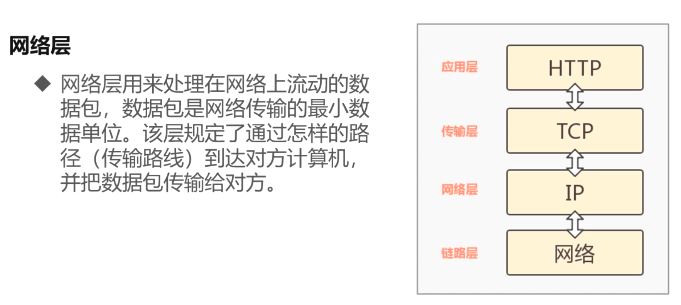 网络层
◆ 网络层用来处理在网络上流动的数
据包，数据包是网络传输的最小数
据单位。该层规定了通过怎样的路
径（传输路线）到达对方计算机，
并把数据包传输给对方。
应用层 HTTP
传输层 TCP
网络层 IP
链路层 网络